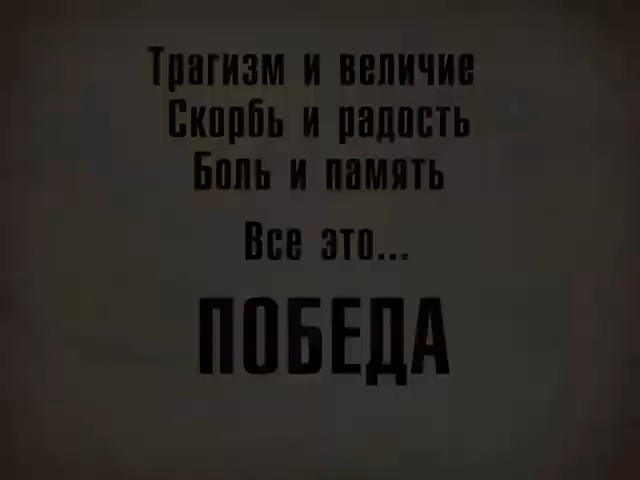 Трагизм и величие
Скорбь и радость
Боль и память
Все это...
ПОБЕДА